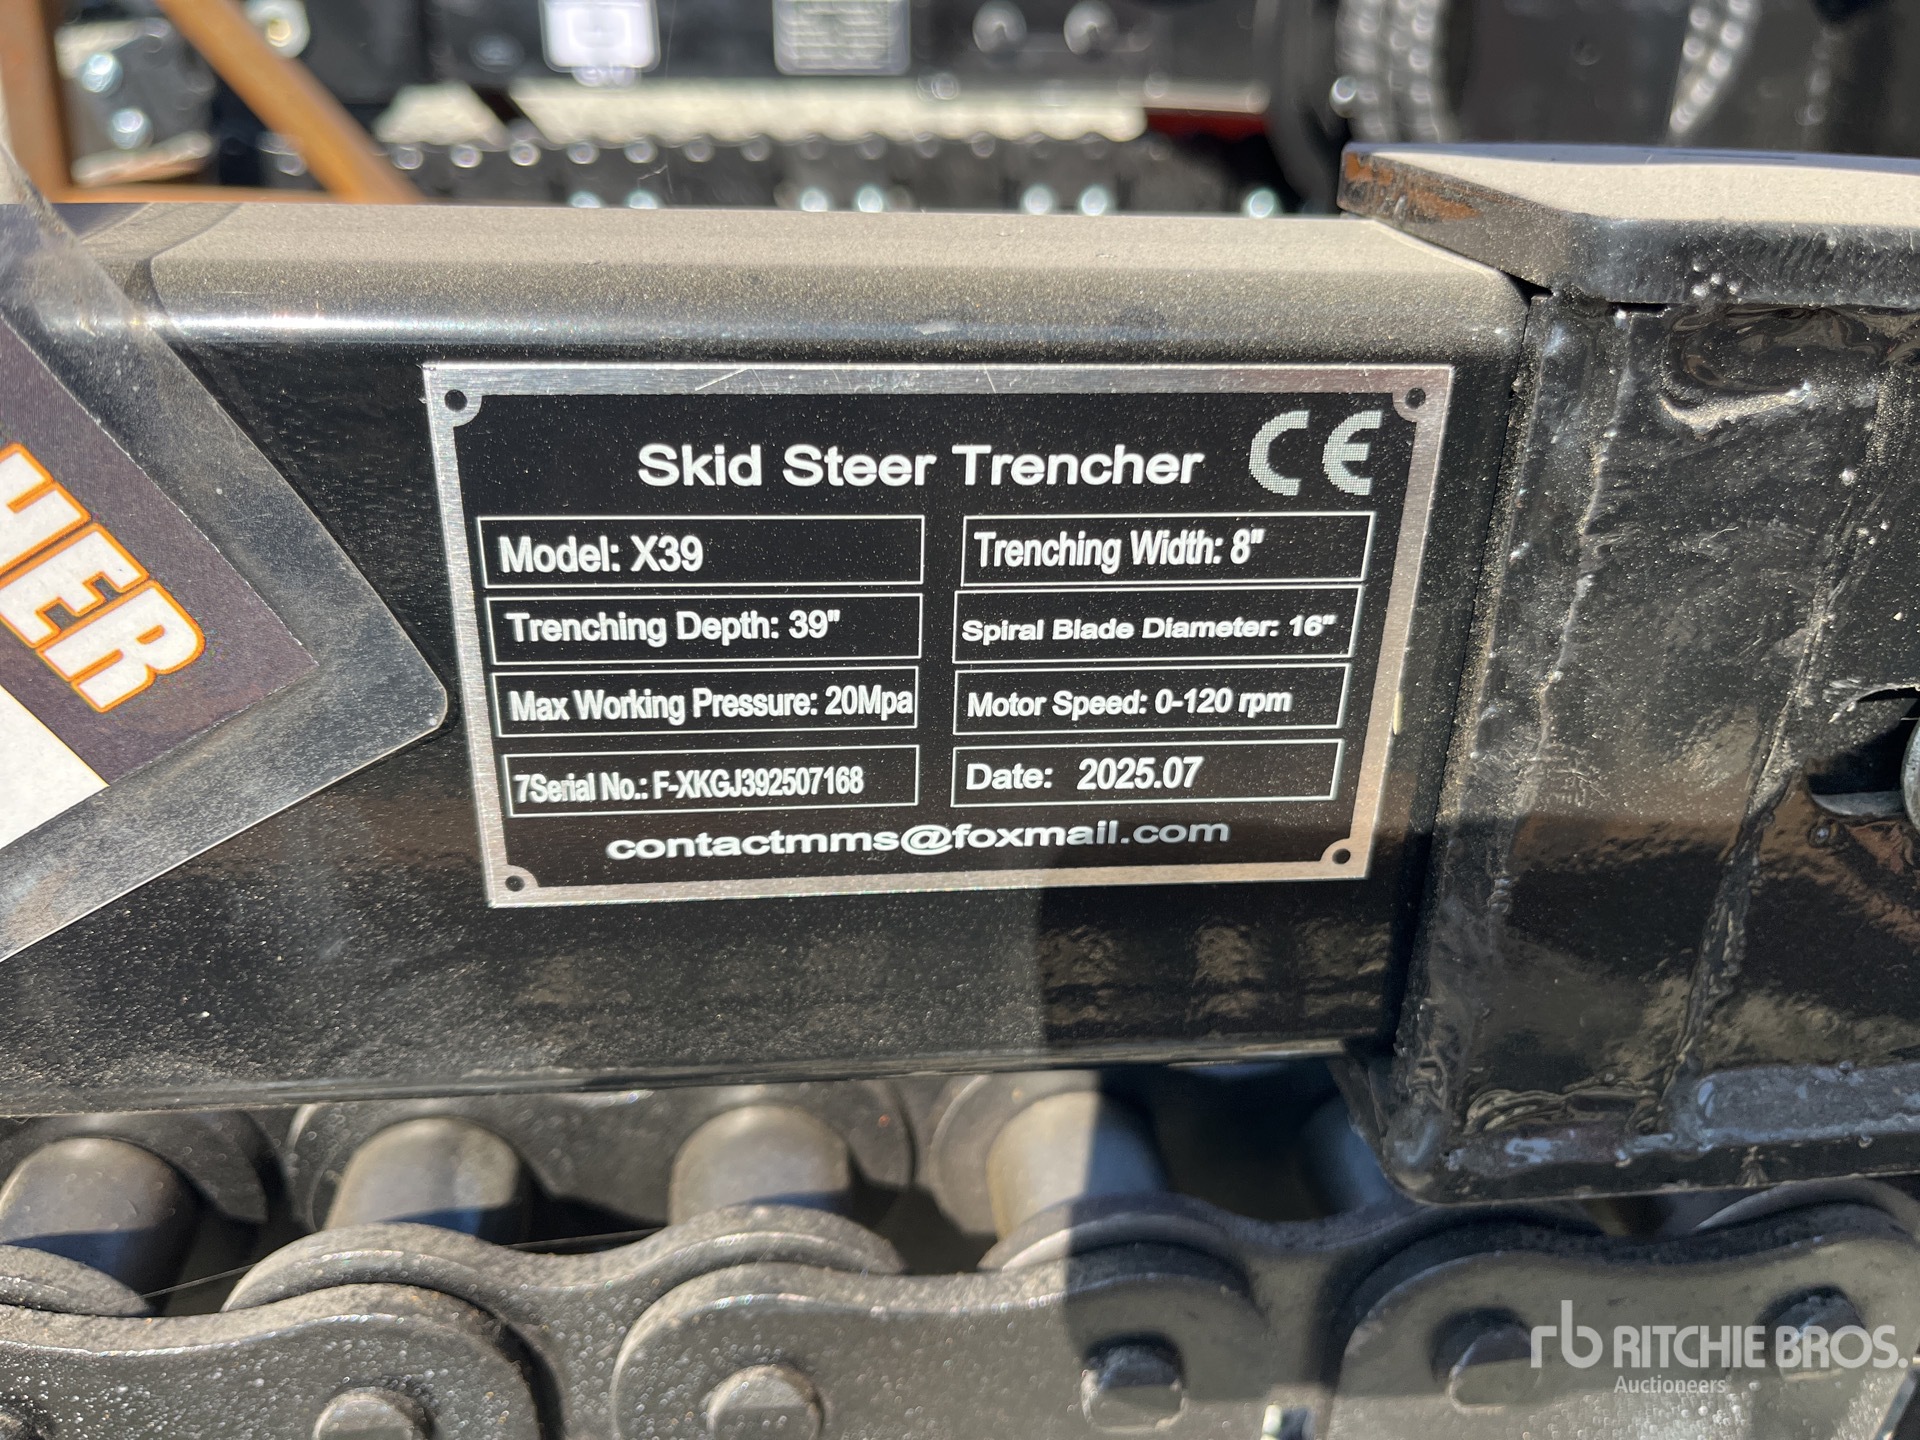 Skid Steer Trencher CE
Model: X39
Trenching Width: 8"
Trenching Depth: 39"
Spiral Blade Diameter: 16"
Max Working Pressure: 20Mpa
Motor Speed: 0-120 rpm
7Serial No.: F-XKGJ392507168
Date: 2025.07
contactmms@foxmail.com
HER
rb RITCHIE BROS.
Auctioneers